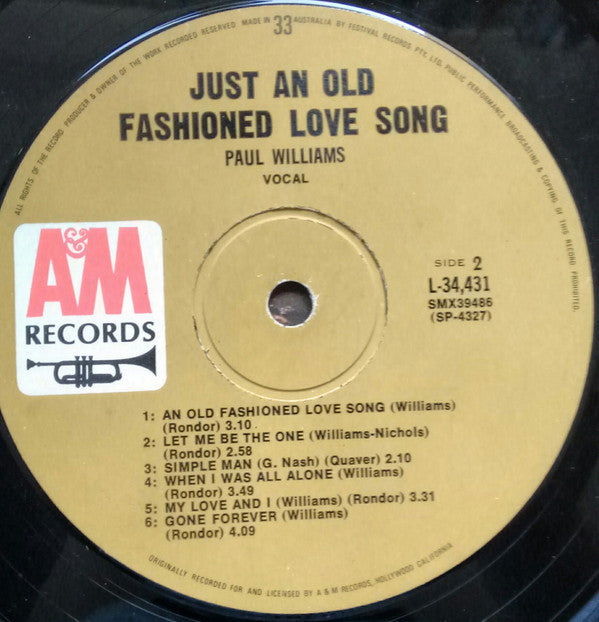 ALL RIGHTS OF THE RECORD PRODUCER & OWNER OF THE WORK RECORDED RESERVED MADE IN 33 AUSTRALIA BY FESTIVAL RECORDS PTY. LTD. PUBLIC PERFORMANCE, BROADCASTING & COPYING OF THIS RECORD PROHIBITED.
JUST AN OLD
FASHIONED LOVE SONG
PAUL WILLIAMS
VOCAL
A&M
RECORDS
SIDE 2
L-34,431
SMX39486
(SP-4327)
1: AN OLD FASHIONED LOVE SONG (Williams)
(Rondor) 3.10
2: LET ME BE THE ONE (Williams-Nichols)
(Rondor) 2.58
3: SIMPLE MAN (G. Nash) (Quaver) 2.10
4: WHEN I WAS ALL ALONE (Williams)
(Rondor) 3.49
5: MY LOVE AND I (Williams) (Rondor) 3.31
6: GONE FOREVER (Williams)
(Rondor) 4.09
ORIGINALLY RECORDED FOR AND LICENSED BY A & M RECORDS, HOLLYWOOD CALIFORNIA